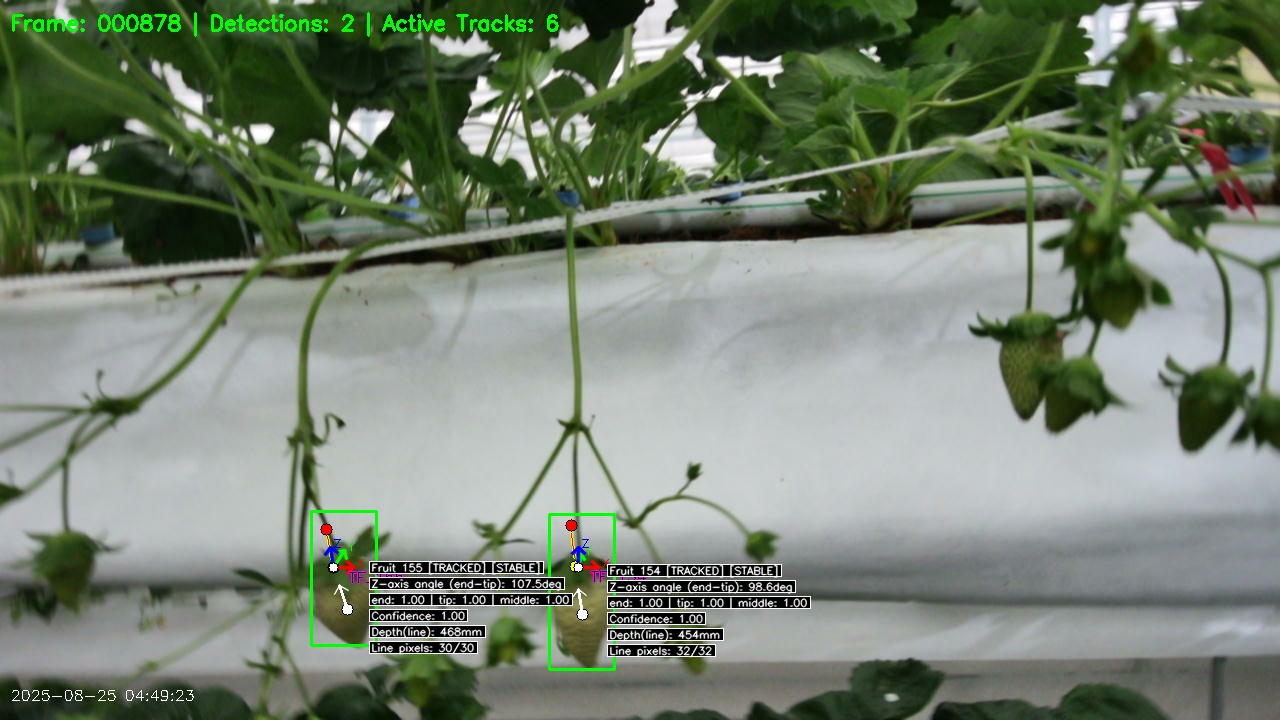 Frame: 000878 | Detections: 2 | Active Tracks: 6
Fruit 155 [TRACKED] [STABLE]
Z-axis angle (end-tip): 107.5deg
end: 1.00 | tip: 1.00 | middle: 1.00
Confidence: 1.00
Depth(line): 468mm
Line pixels: 30/30
Fruit 154 [TRACKED] [STABLE]
Z-axis angle (end-tip): 98.6deg
end: 1.00 | tip: 1.00 | middle: 1.00
Confidence: 1.00
Depth(line): 454mm
Line pixels: 32/32
Z
Z
2025-08-25 04:49:23